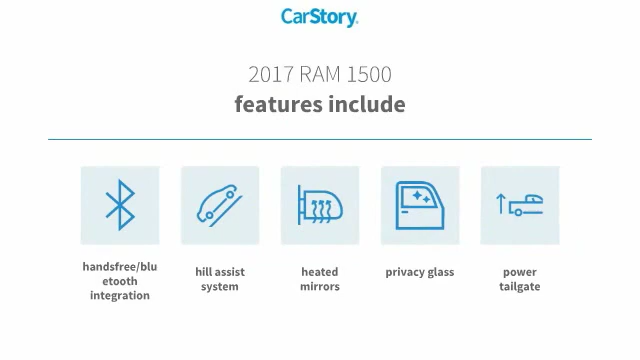 CarStory.
2017 RAM 1500
features include
handsfree/blu
etooth
integration
hill assist
system
heated
mirrors
privacy glass
power
tailgate